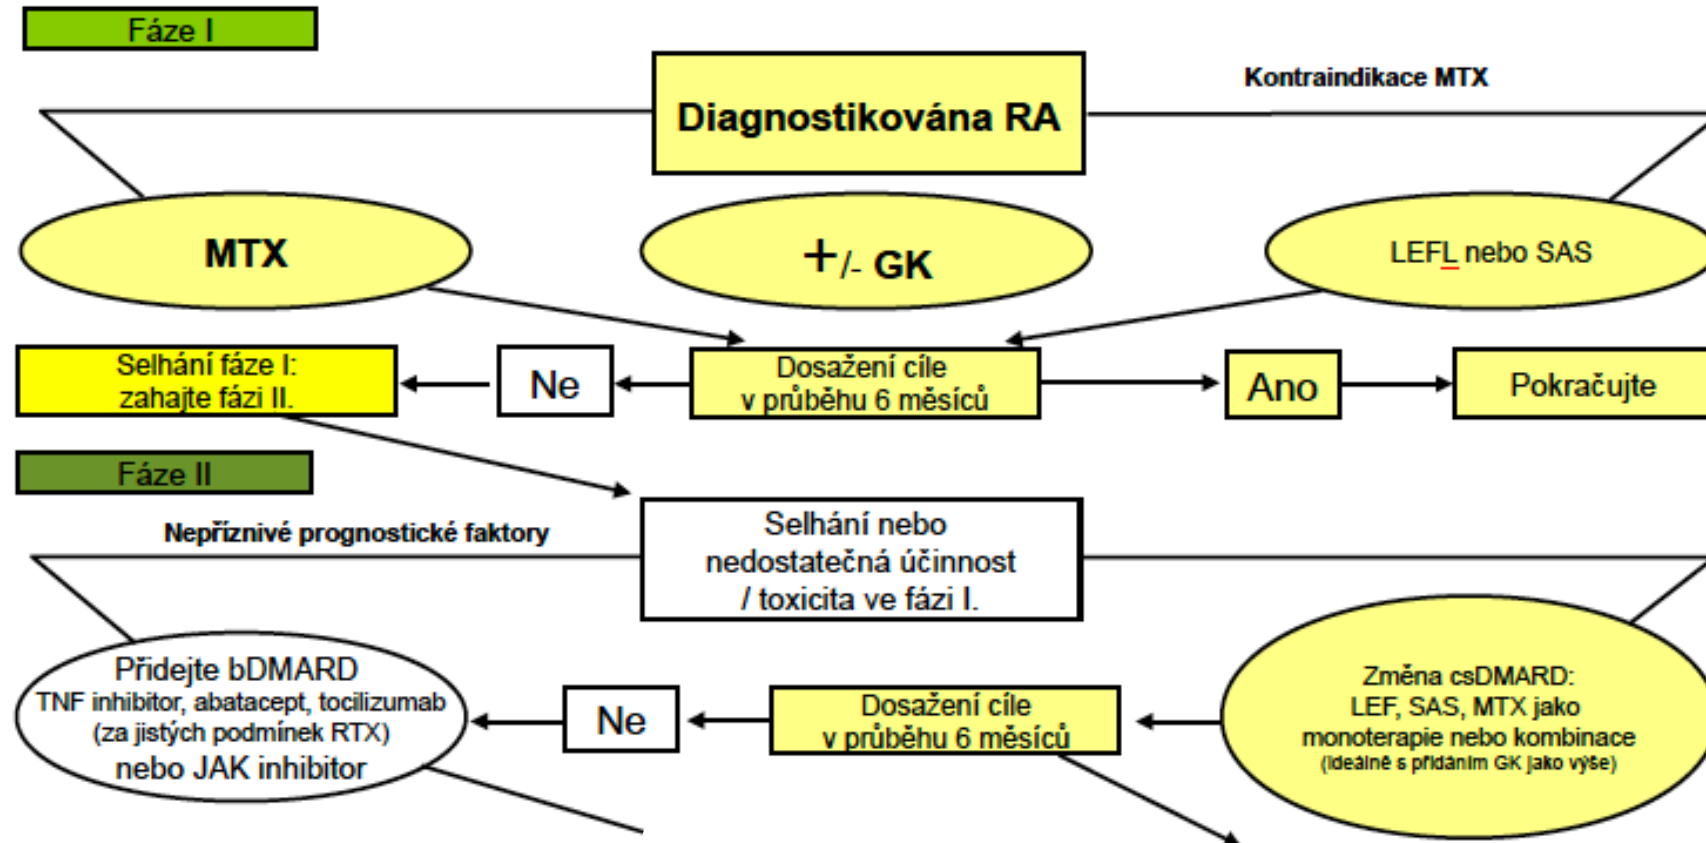 Fáze I
Kontraindikace MTX
Diagnostikována RA
MTX
+/- GK
LEFL nebo SAS
Selhání fáze I:
zahajte fázi II.
Ne
Dosažení cíle
v průběhu 6 měsíců
Ano
Pokračujte
Fáze II
Nepříznivé prognostické faktory
Selhání nebo
nedostatečná účinnost
/ toxicita ve fázi I.
Přidejte bDMARD
TNF inhibitor, abatacept, tocilizumab
(za jistých podmínek RTX)
nebo JAK inhibitor
Ne
Dosažení cíle
v průběhu 6 měsíců
Změna csDMARD:
LEF, SAS, MTX jako
monoterapie nebo kombinace
(ideálně s přidáním GK jako výše)